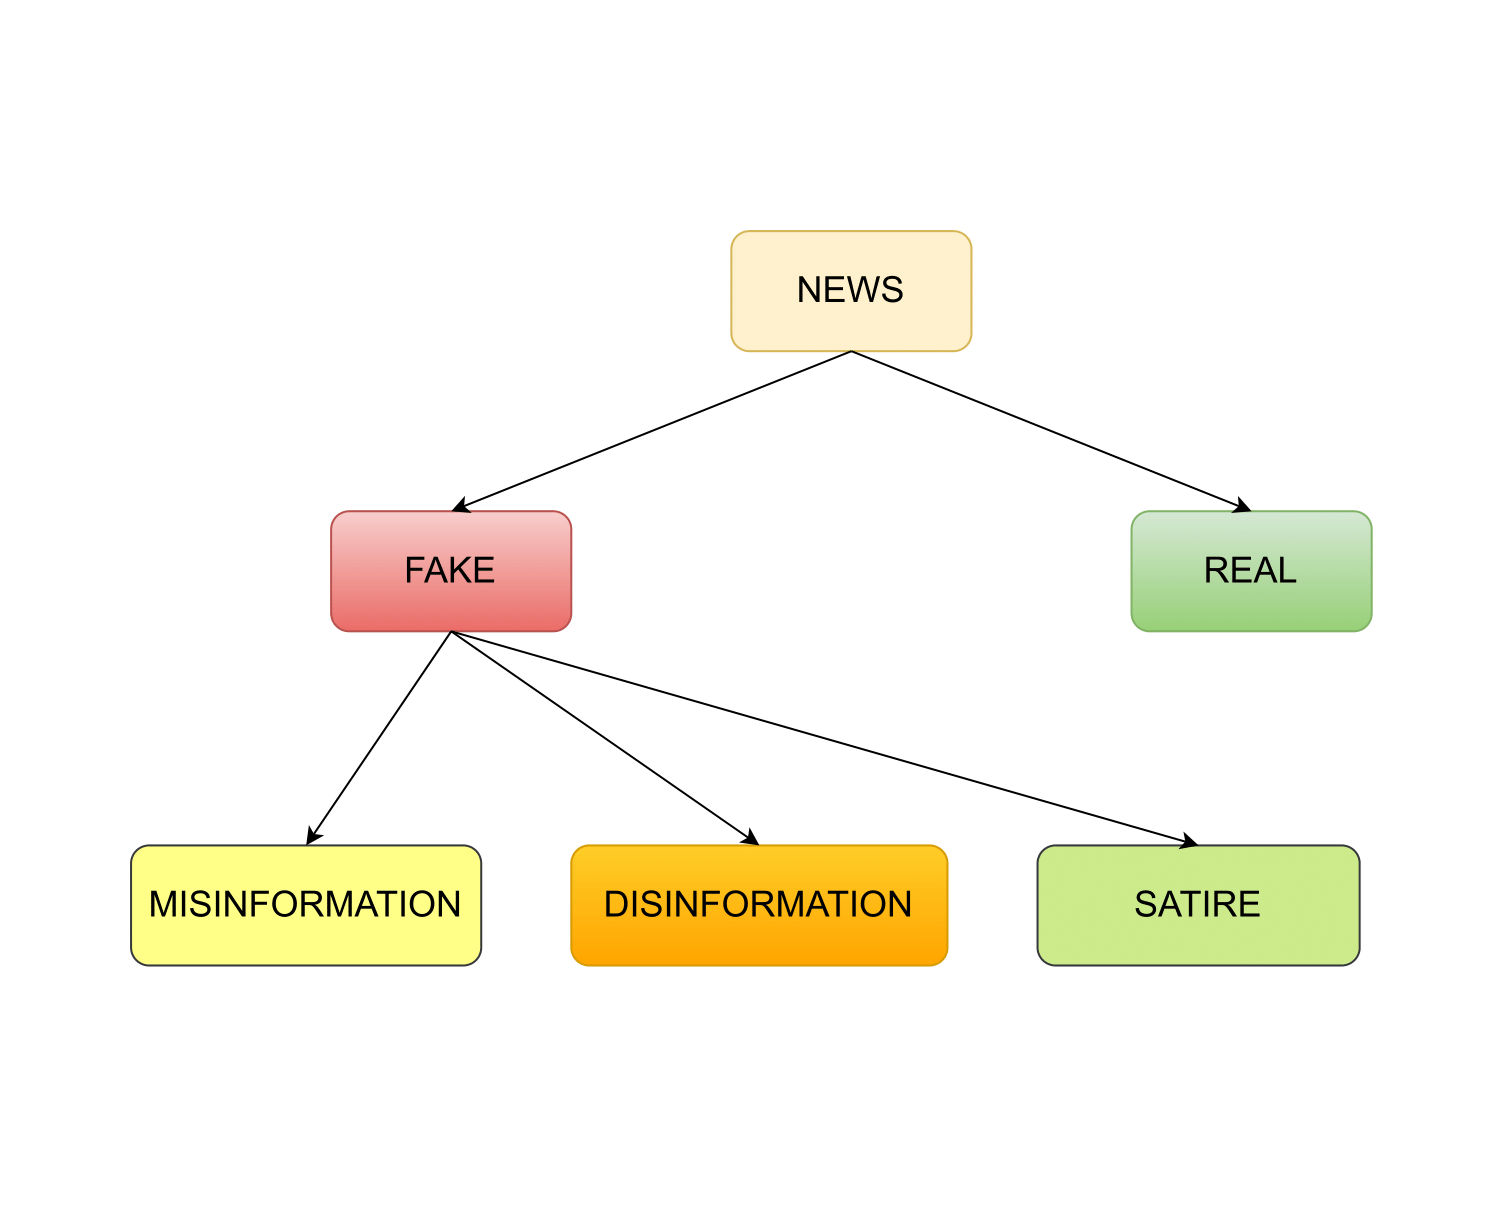 NEWS
FAKE
REAL
MISINFORMATION
DISINFORMATION
SATIRE